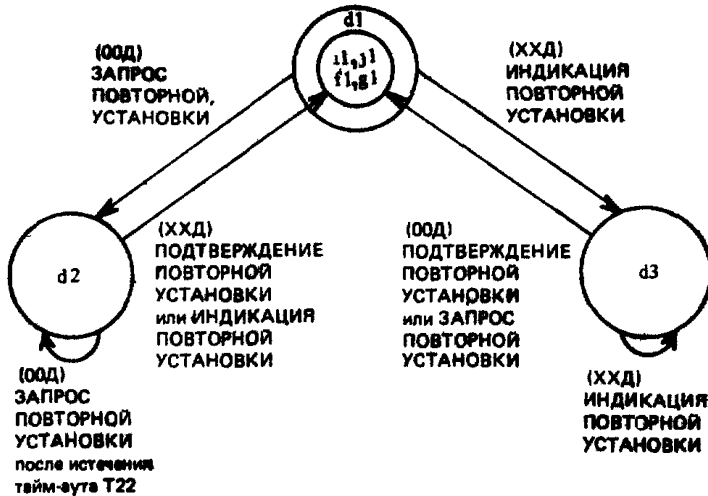 d1
i1,j1
f1,g1
(ООД)
ЗАПРОС
ПОВТОРНОЙ,
УСТАНОВКИ
(ХХД)
ИНДИКАЦИЯ
ПОВТОРНОЙ
УСТАНОВКИ
d2
(ХХД)
ПОДТВЕРЖДЕНИЕ
ПОВТОРНОЙ
УСТАНОВКИ
или ИНДИКАЦИЯ
ПОВТОРНОЙ
УСТАНОВКИ
(ООД)
ПОДТВЕРЖДЕНИЕ
ПОВТОРНОЙ
УСТАНОВКИ
или ЗАПРОС
ПОВТОРНОЙ
УСТАНОВКИ
d3
(ООД)
ЗАПРОС
ПОВТОРНОЙ
УСТАНОВКИ
после истечения
тайм-аута Т22
(ХХД)
ИНДИКАЦИЯ
ПОВТОРНОЙ
УСТАНОВКИ